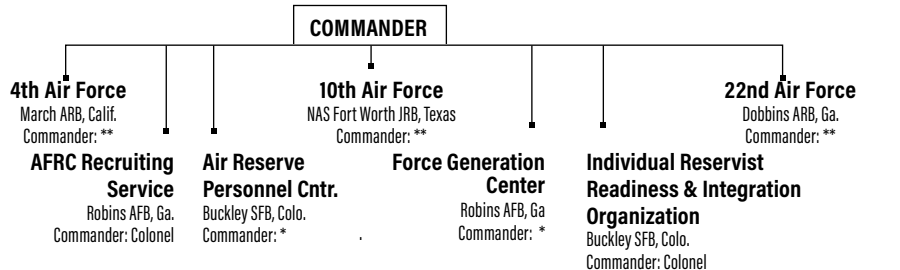 COMMANDER
4th Air Force
March ARB, Calif.
Commander: **
10th Air Force
NAS Fort Worth JRB, Texas
Commander: **
22nd Air Force
Dobbins ARB, Ga.
Commander: **
AFRC Recruiting
Service
Robins AFB, Ga.
Commander: Colonel
Air Reserve
Personnel Cntr.
Buckley SFB, Colo.
Commander: *
.
Force Generation
Center
Robins AFB, Ga
Commander: *
Individual Reservist
Readiness & Integration
Organization
Buckley SFB, Colo.
Commander: Colonel